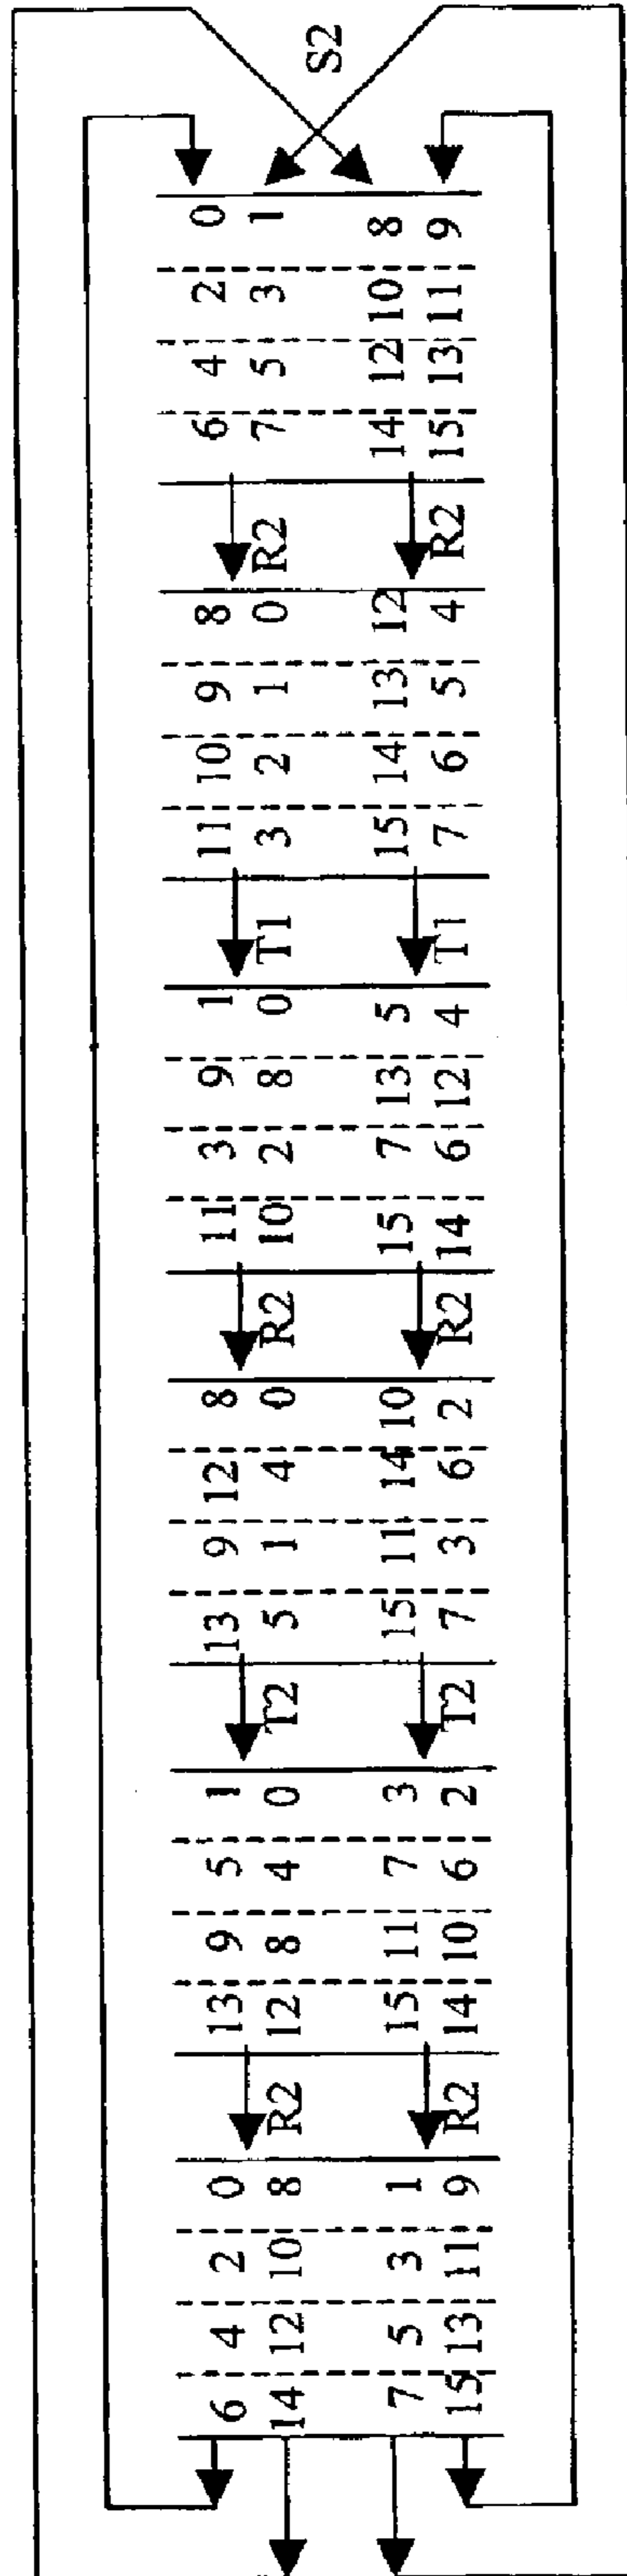 6 4 2 0 13 9 5 1 13 9 12 8 11 3 9 1 11 10 9 8 6 4 2 0
14 12 10 8 R2 12 8 4 0 T2 5 1 4 0 R2 10 2 8 0 T1 3 2 1 0 R2 7 5 3 1
S2
7 5 3 1 15 11 7 3 15 11 14 10 15 7 13 5 15 14 13 12 14 12 10 8
15 13 11 9 R2 14 10 6 2 T2 7 3 6 2 R2 14 6 12 4 T1 7 6 5 4 R2 15 13 11 9